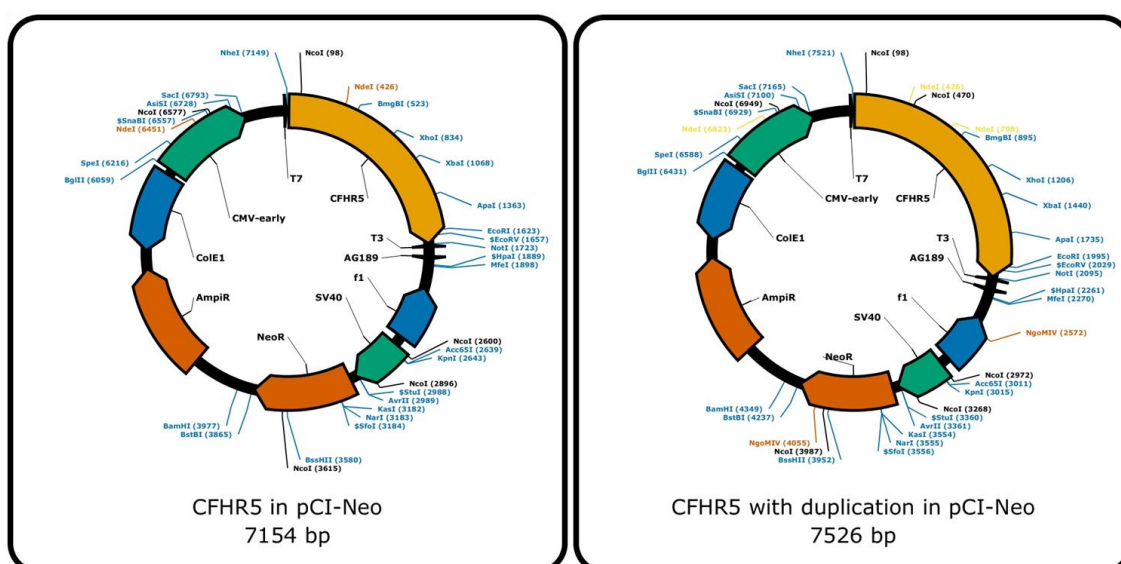 NheI (7149)
NcoI (98)
SacI (6793)
AsiSI (6728)
NcoI (6577)
$SnaBI (6557)
NdeI (6451)
SpeI (6216)
BglII (6059)
NdeI (426)
BmgBI (523)
XhoI (834)
XbaI (1068)
ApaI (1363)
EcoRI (1623)
$EcoRV (1657)
NotI (1723)
$HpaI (1889)
MfeI (1898)
T7
CFHR5
CMV-early
T3
AG189
ColE1
f1
AmpiR
SV40
NeoR
NcoI (2600)
Acc65I (2639)
KpnI (2643)
NcoI (2896)
$StuI (2988)
AvrII (2989)
KasI (3182)
NarI (3183)
$SfoI (3184)
BamHI (3977)
BstBI (3865)
BssHII (3580)
NcoI (3615)
CFHR5 in pCI-Neo
7154 bp
NheI (7521)
NcoI (98)
SacI (7165)
AsiSI (7100)
NcoI (6949)
$SnaBI (6929)
NdeI (6823)
SpeI (6588)
BglII (6431)
NdeI (426)
NcoI (470)
NdeI (798)
BmgBI (895)
XhoI (1206)
XbaI (1440)
ApaI (1735)
EcoRI (1995)
$EcoRV (2029)
NotI (2095)
$HpaI (2261)
MfeI (2270)
T7
CFHR5
CMV-early
T3
AG189
ColE1
f1
AmpiR
SV40
NeoR
NgoMIV (2572)
NcoI (2972)
Acc65I (3011)
KpnI (3015)
NcoI (3268)
$StuI (3360)
AvrII (3361)
KasI (3554)
NarI (3555)
$SfoI (3556)
BamHI (4349)
BstBI (4237)
NgoMIV (4055)
NcoI (3987)
BssHII (3952)
CFHR5 with duplication in pCI-Neo
7526 bp